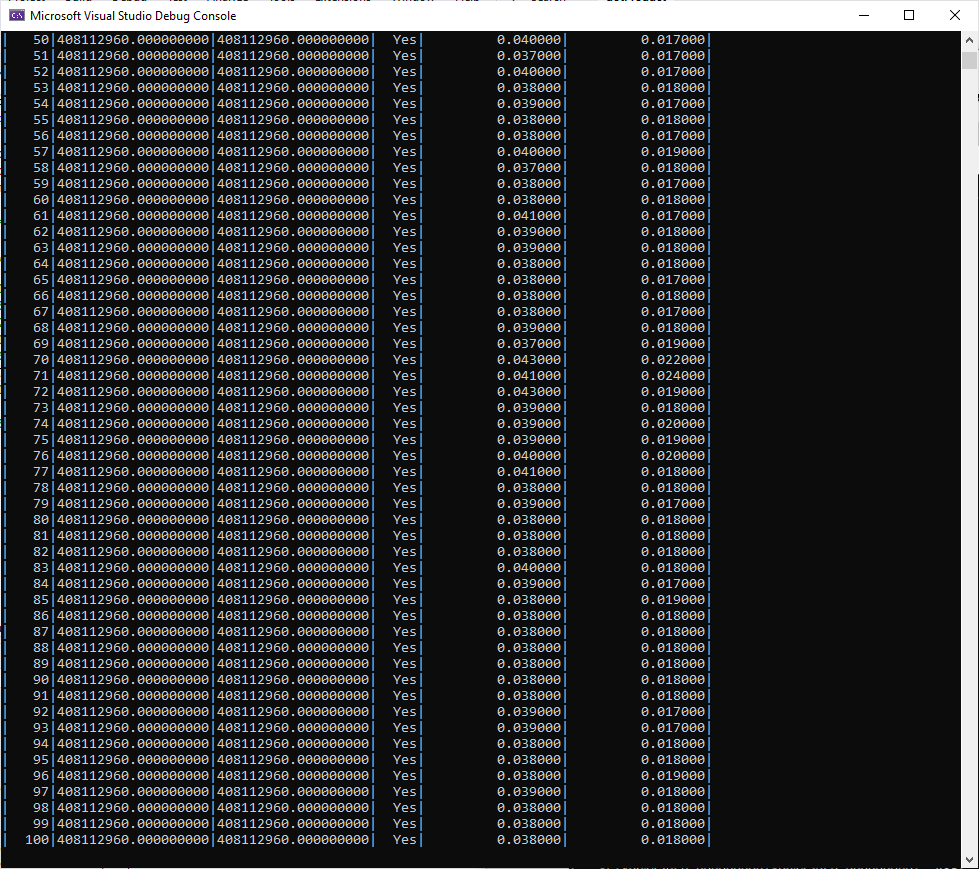 Microsoft Visual Studio Debug Console
| 50|408112960.000000000|408112960.000000000| Yes| 0.040000| 0.017000|
| 51|408112960.000000000|408112960.000000000| Yes| 0.037000| 0.017000|
| 52|408112960.000000000|408112960.000000000| Yes| 0.040000| 0.017000|
| 53|408112960.000000000|408112960.000000000| Yes| 0.038000| 0.018000|
| 54|408112960.000000000|408112960.000000000| Yes| 0.039000| 0.017000|
| 55|408112960.000000000|408112960.000000000| Yes| 0.038000| 0.018000|
| 56|408112960.000000000|408112960.000000000| Yes| 0.038000| 0.017000|
| 57|408112960.000000000|408112960.000000000| Yes| 0.040000| 0.019000|
| 58|408112960.000000000|408112960.000000000| Yes| 0.037000| 0.018000|
| 59|408112960.000000000|408112960.000000000| Yes| 0.038000| 0.017000|
| 60|408112960.000000000|408112960.000000000| Yes| 0.038000| 0.018000|
| 61|408112960.000000000|408112960.000000000| Yes| 0.041000| 0.017000|
| 62|408112960.000000000|408112960.000000000| Yes| 0.039000| 0.018000|
| 63|408112960.000000000|408112960.000000000| Yes| 0.039000| 0.018000|
| 64|408112960.000000000|408112960.000000000| Yes| 0.038000| 0.018000|
| 65|408112960.000000000|408112960.000000000| Yes| 0.038000| 0.017000|
| 66|408112960.000000000|408112960.000000000| Yes| 0.038000| 0.018000|
| 67|408112960.000000000|408112960.000000000| Yes| 0.038000| 0.017000|
| 68|408112960.000000000|408112960.000000000| Yes| 0.039000| 0.018000|
| 69|408112960.000000000|408112960.000000000| Yes| 0.037000| 0.019000|
| 70|408112960.000000000|408112960.000000000| Yes| 0.043000| 0.022000|
| 71|408112960.000000000|408112960.000000000| Yes| 0.041000| 0.024000|
| 72|408112960.000000000|408112960.000000000| Yes| 0.043000| 0.019000|
| 73|408112960.000000000|408112960.000000000| Yes| 0.039000| 0.018000|
| 74|408112960.000000000|408112960.000000000| Yes| 0.039000| 0.020000|
| 75|408112960.000000000|408112960.000000000| Yes| 0.039000| 0.019000|
| 76|408112960.000000000|408112960.000000000| Yes| 0.040000| 0.020000|
| 77|408112960.000000000|408112960.000000000| Yes| 0.041000| 0.018000|
| 78|408112960.000000000|408112960.000000000| Yes| 0.038000| 0.018000|
| 79|408112960.000000000|408112960.000000000| Yes| 0.039000| 0.017000|
| 80|408112960.000000000|408112960.000000000| Yes| 0.038000| 0.018000|
| 81|408112960.000000000|408112960.000000000| Yes| 0.038000| 0.018000|
| 82|408112960.000000000|408112960.000000000| Yes| 0.038000| 0.018000|
| 83|408112960.000000000|408112960.000000000| Yes| 0.040000| 0.018000|
| 84|408112960.000000000|408112960.000000000| Yes| 0.039000| 0.017000|
| 85|408112960.000000000|408112960.000000000| Yes| 0.038000| 0.019000|
| 86|408112960.000000000|408112960.000000000| Yes| 0.038000| 0.018000|
| 87|408112960.000000000|408112960.000000000| Yes| 0.038000| 0.018000|
| 88|408112960.000000000|408112960.000000000| Yes| 0.038000| 0.018000|
| 89|408112960.000000000|408112960.000000000| Yes| 0.038000| 0.018000|
| 90|408112960.000000000|408112960.000000000| Yes| 0.038000| 0.018000|
| 91|408112960.000000000|408112960.000000000| Yes| 0.038000| 0.018000|
| 92|408112960.000000000|408112960.000000000| Yes| 0.039000| 0.017000|
| 93|408112960.000000000|408112960.000000000| Yes| 0.039000| 0.017000|
| 94|408112960.000000000|408112960.000000000| Yes| 0.038000| 0.018000|
| 95|408112960.000000000|408112960.000000000| Yes| 0.038000| 0.018000|
| 96|408112960.000000000|408112960.000000000| Yes| 0.038000| 0.019000|
| 97|408112960.000000000|408112960.000000000| Yes| 0.039000| 0.018000|
| 98|408112960.000000000|408112960.000000000| Yes| 0.038000| 0.018000|
| 99|408112960.000000000|408112960.000000000| Yes| 0.038000| 0.018000|
| 100|408112960.000000000|408112960.000000000| Yes| 0.038000| 0.018000|